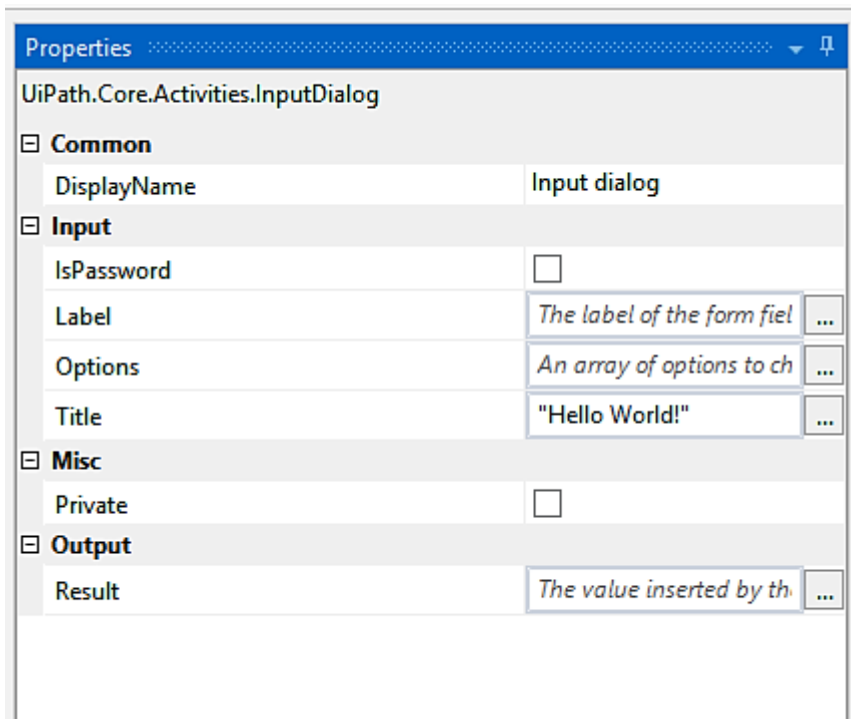 Properties
UiPath.Core.Activities.InputDialog
Common
DisplayName Input dialog
Input
IsPassword
Label The label of the form fiel ...
Options An array of options to ch ...
Title "Hello World!" ...
Misc
Private
Output
Result The value inserted by th ...